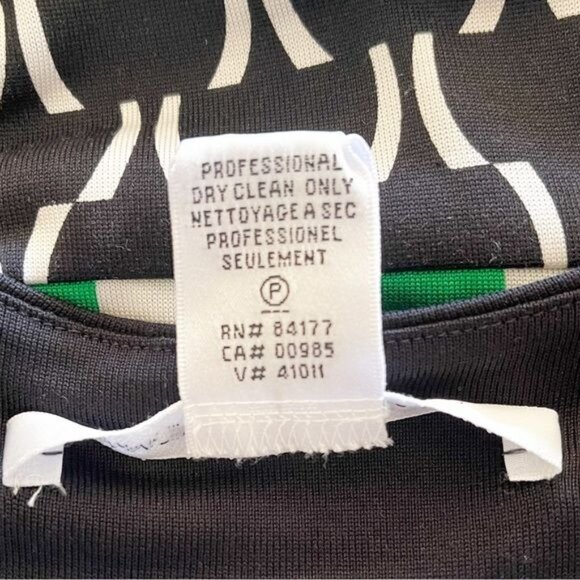 PROFESSIONAL
DRY CLEAN ONLY
NETTOYAGE A SEC
PROFESSIONEL
SEULEMENT
P
RN# 84177
CA# 00985
V# 41011